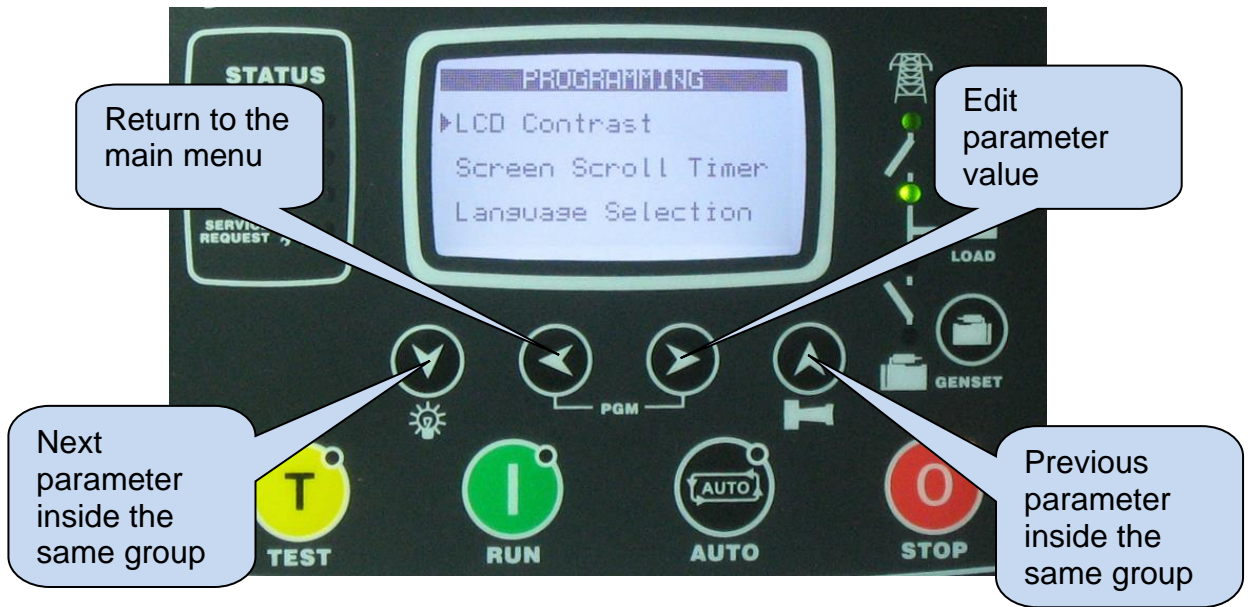 STATUS
PROGRAMMING
LCD Contrast
Screen Scroll Timer
Language Selection
Return to the
main menu
Edit
parameter
value
REQUEST
LOAD
PGM
GENSET
Next
parameter
inside the
same group
Previous
parameter
inside the
same group
T
TEST
RUN
AUTO
AUTO
STOP